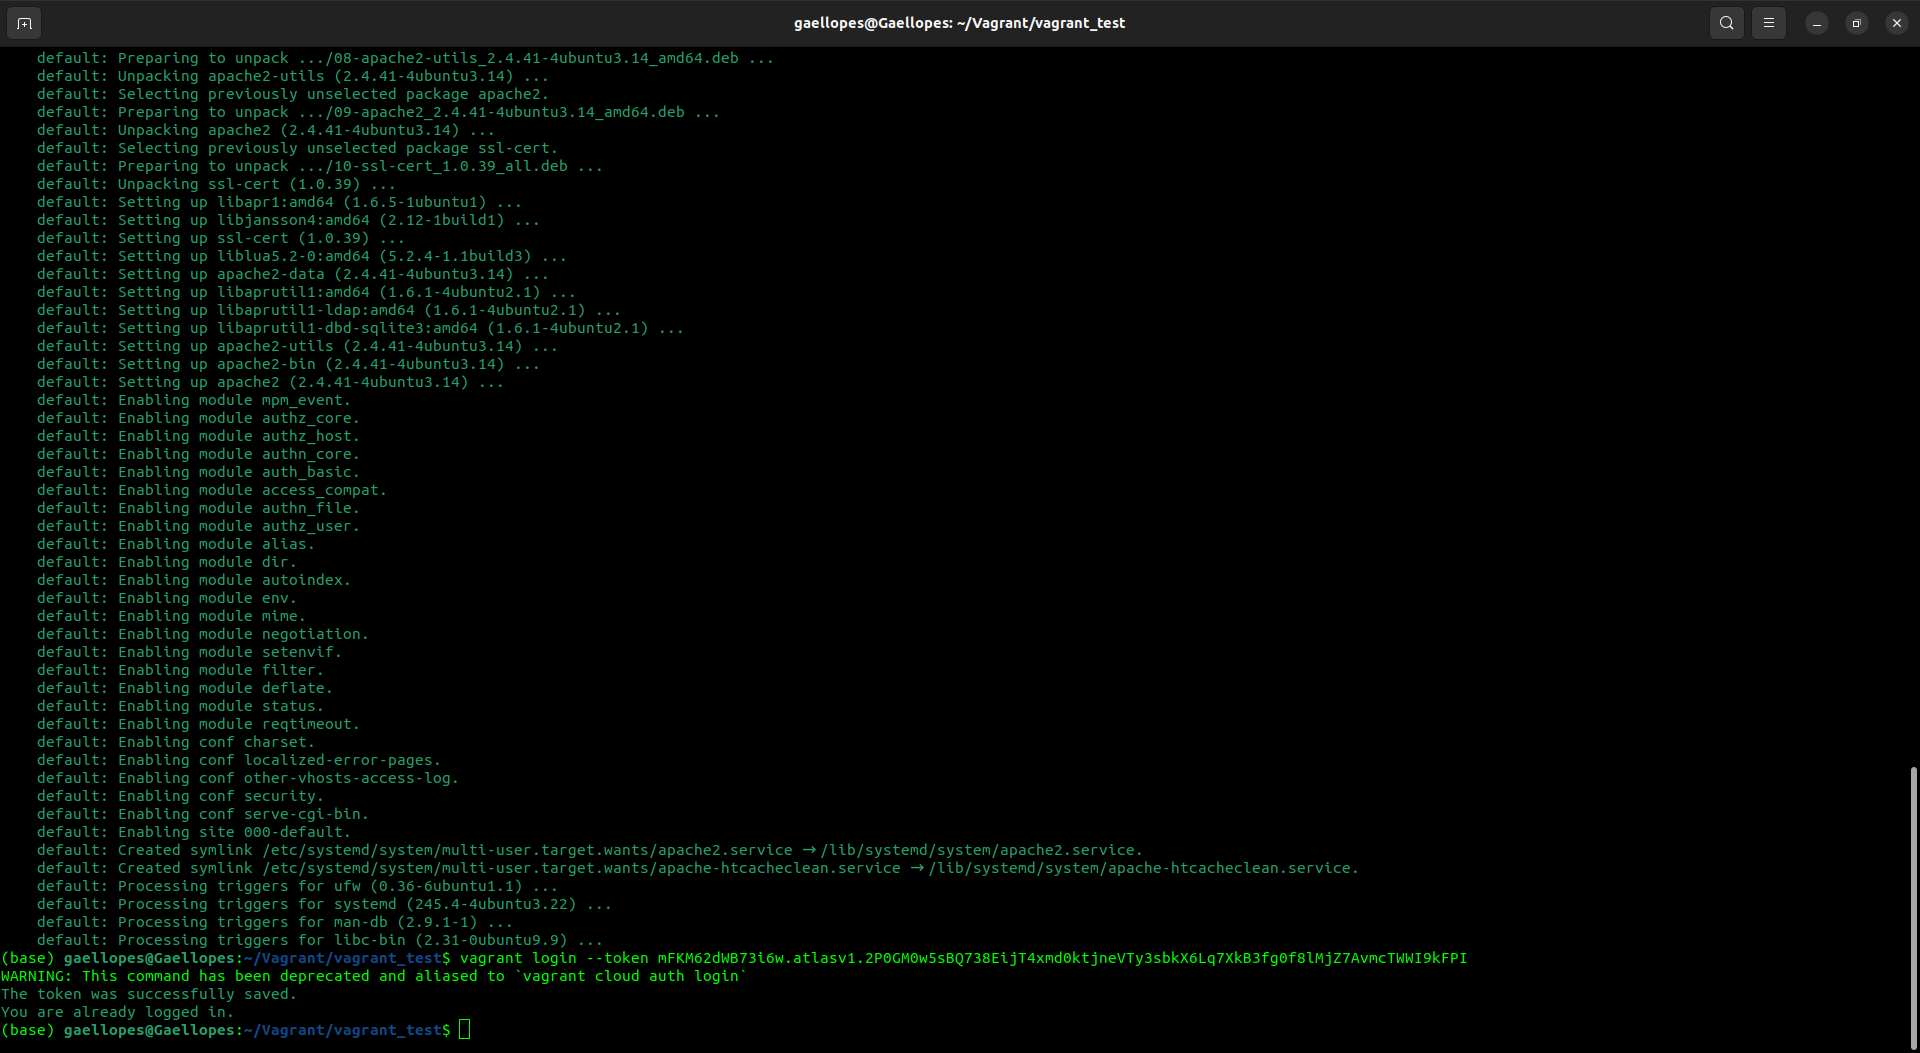 gaellopes@Gaellopes: ~/Vagrant/vagrant_test
default: Preparing to unpack .../08-apache2-utils_2.4.41-4ubuntu3.14_amd64.deb ...
default: Unpacking apache2-utils (2.4.41-4ubuntu3.14) ...
default: Selecting previously unselected package apache2.
default: Preparing to unpack .../09-apache2_2.4.41-4ubuntu3.14_amd64.deb ...
default: Unpacking apache2 (2.4.41-4ubuntu3.14) ...
default: Selecting previously unselected package ssl-cert.
default: Preparing to unpack .../10-ssl-cert_1.0.39_all.deb ...
default: Unpacking ssl-cert (1.0.39) ...
default: Setting up libapr1:amd64 (1.6.5-1ubuntu1) ...
default: Setting up libjansson4:amd64 (2.12-1build1) ...
default: Setting up ssl-cert (1.0.39) ...
default: Setting up liblua5.2-0:amd64 (5.2.4-1.1build3) ...
default: Setting up apache2-data (2.4.41-4ubuntu3.14) ...
default: Setting up libaprutil1:amd64 (1.6.1-4ubuntu2.1) ...
default: Setting up libaprutil1-ldap:amd64 (1.6.1-4ubuntu2.1) ...
default: Setting up libaprutil1-dbd-sqlite3:amd64 (1.6.1-4ubuntu2.1) ...
default: Setting up apache2-utils (2.4.41-4ubuntu3.14) ...
default: Setting up apache2-bin (2.4.41-4ubuntu3.14) ...
default: Setting up apache2 (2.4.41-4ubuntu3.14) ...
default: Enabling module mpm_event.
default: Enabling module authz_core.
default: Enabling module authz_host.
default: Enabling module authn_core.
default: Enabling module auth_basic.
default: Enabling module access_compat.
default: Enabling module authn_file.
default: Enabling module authz_user.
default: Enabling module alias.
default: Enabling module dir.
default: Enabling module autoindex.
default: Enabling module env.
default: Enabling module mime.
default: Enabling module negotiation.
default: Enabling module setenvif.
default: Enabling module filter.
default: Enabling module deflate.
default: Enabling module status.
default: Enabling module reqtimeout.
default: Enabling conf charset.
default: Enabling conf localized-error-pages.
default: Enabling conf other-vhosts-access-log.
default: Enabling conf security.
default: Enabling conf serve-cgi-bin.
default: Enabling site 000-default.
default: Created symlink /etc/systemd/system/multi-user.target.wants/apache2.service → /lib/systemd/system/apache2.service.
default: Created symlink /etc/systemd/system/multi-user.target.wants/apache-htcacheclean.service → /lib/systemd/system/apache-htcacheclean.service.
default: Processing triggers for ufw (0.36-6ubuntu1.1) ...
default: Processing triggers for systemd (245.4-4ubuntu3.22) ...
default: Processing triggers for man-db (2.9.1-1) ...
default: Processing triggers for libc-bin (2.31-0ubuntu9.9) ...
(base) gaellopes@Gaellopes:~/Vagrant/vagrant_test$ vagrant login --token mFKM62dWB73i6w.atlasv1.2P0GM0w5sBQ738EijT4xmd0ktjneVTy3sbkX6Lq7XkB3fg0f8lMjZ7AvmcTWWI9kFPI
WARNING: This command has been deprecated and aliased to `vagrant cloud auth login`
The token was successfully saved.
You are already logged in.
(base) gaellopes@Gaellopes:~/Vagrant/vagrant_test$